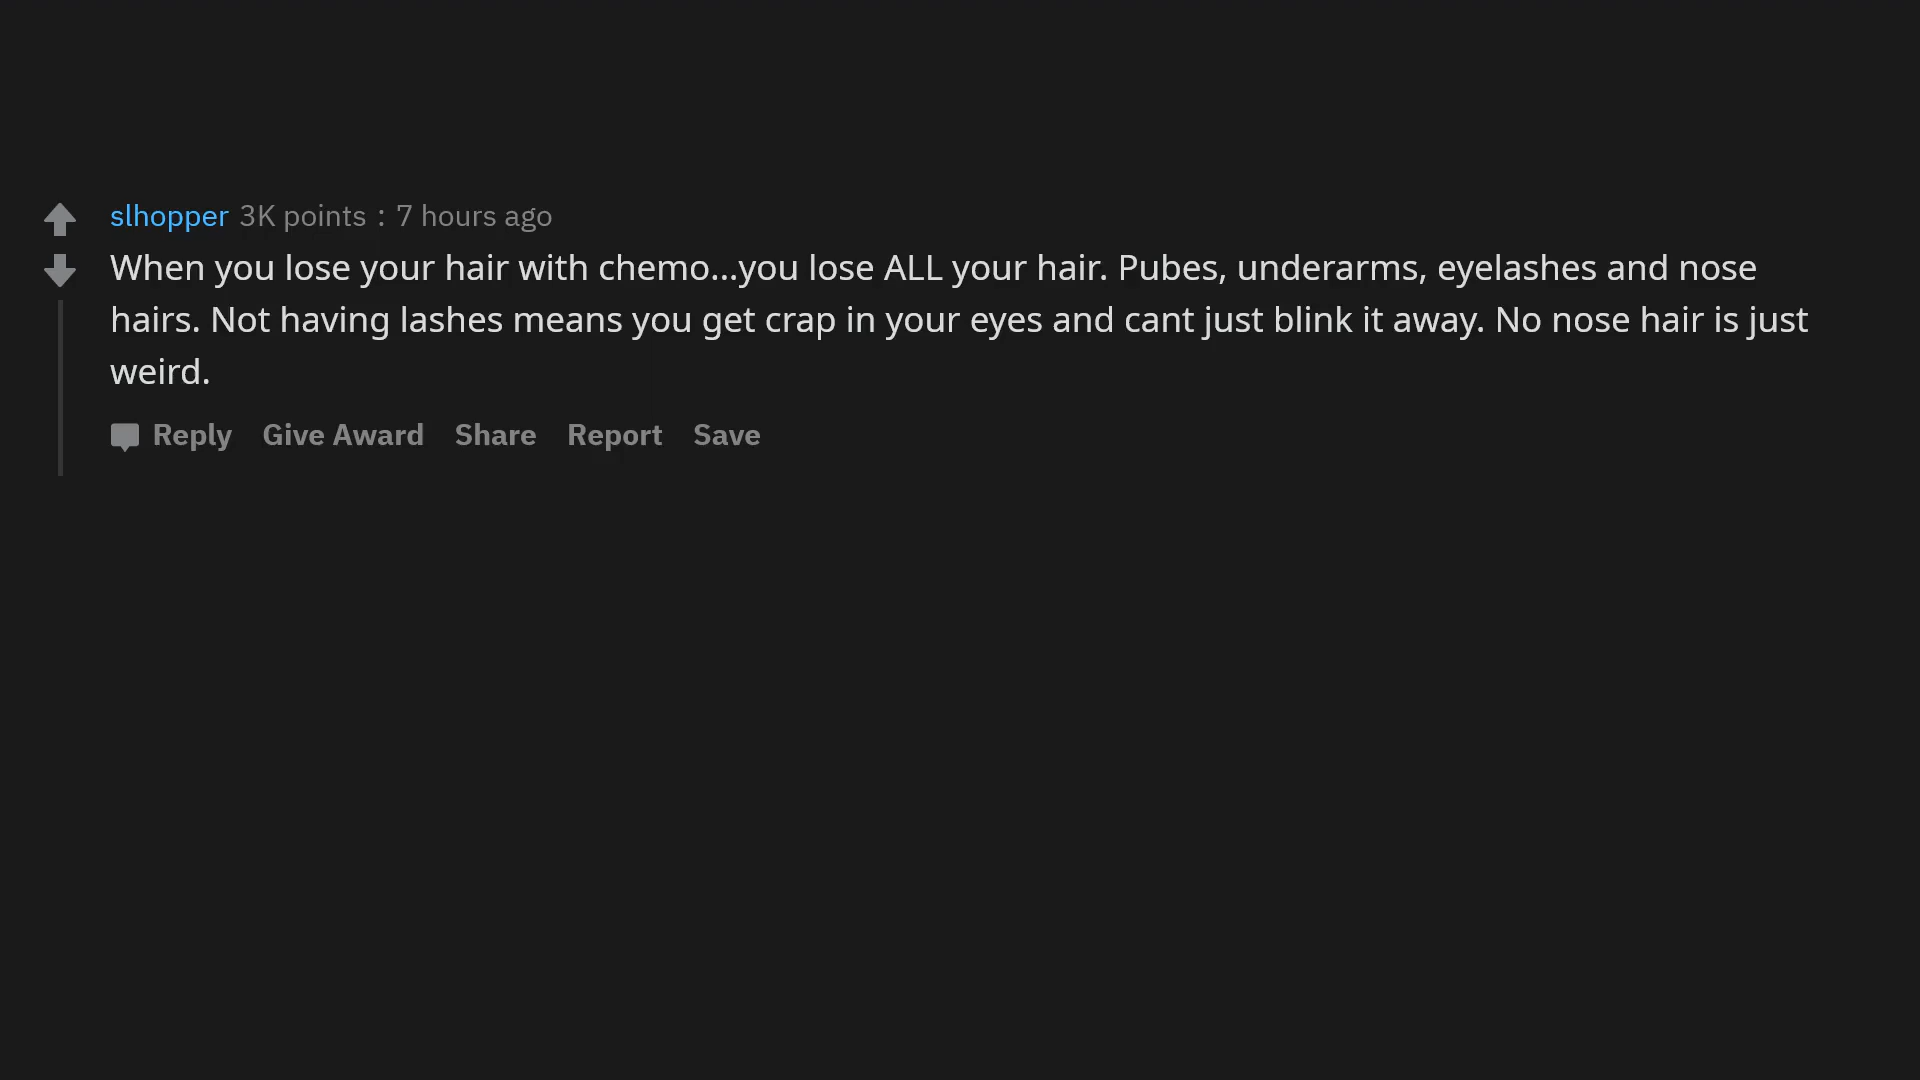 slhopper 3K points : 7 hours ago
When you lose your hair with chemo...you lose ALL your hair. Pubes, underarms, eyelashes and nose
hairs. Not having lashes means you get crap in your eyes and cant just blink it away. No nose hair is just
weird.
Reply Give Award Share Report Save